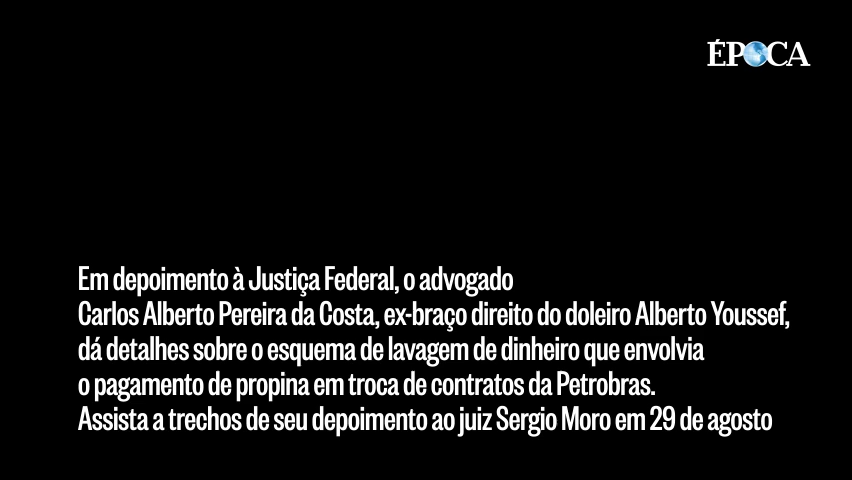 ÉPOCA
Em depoimento à Justiça Federal, o advogado
Carlos Alberto Pereira da Costa, ex-braço direito do doleiro Alberto Youssef,
dá detalhes sobre o esquema de lavagem de dinheiro que envolvia
o pagamento de propina em troca de contratos da Petrobras.
Assista a trechos de seu depoimento ao juiz Sergio Moro em 29 de agosto